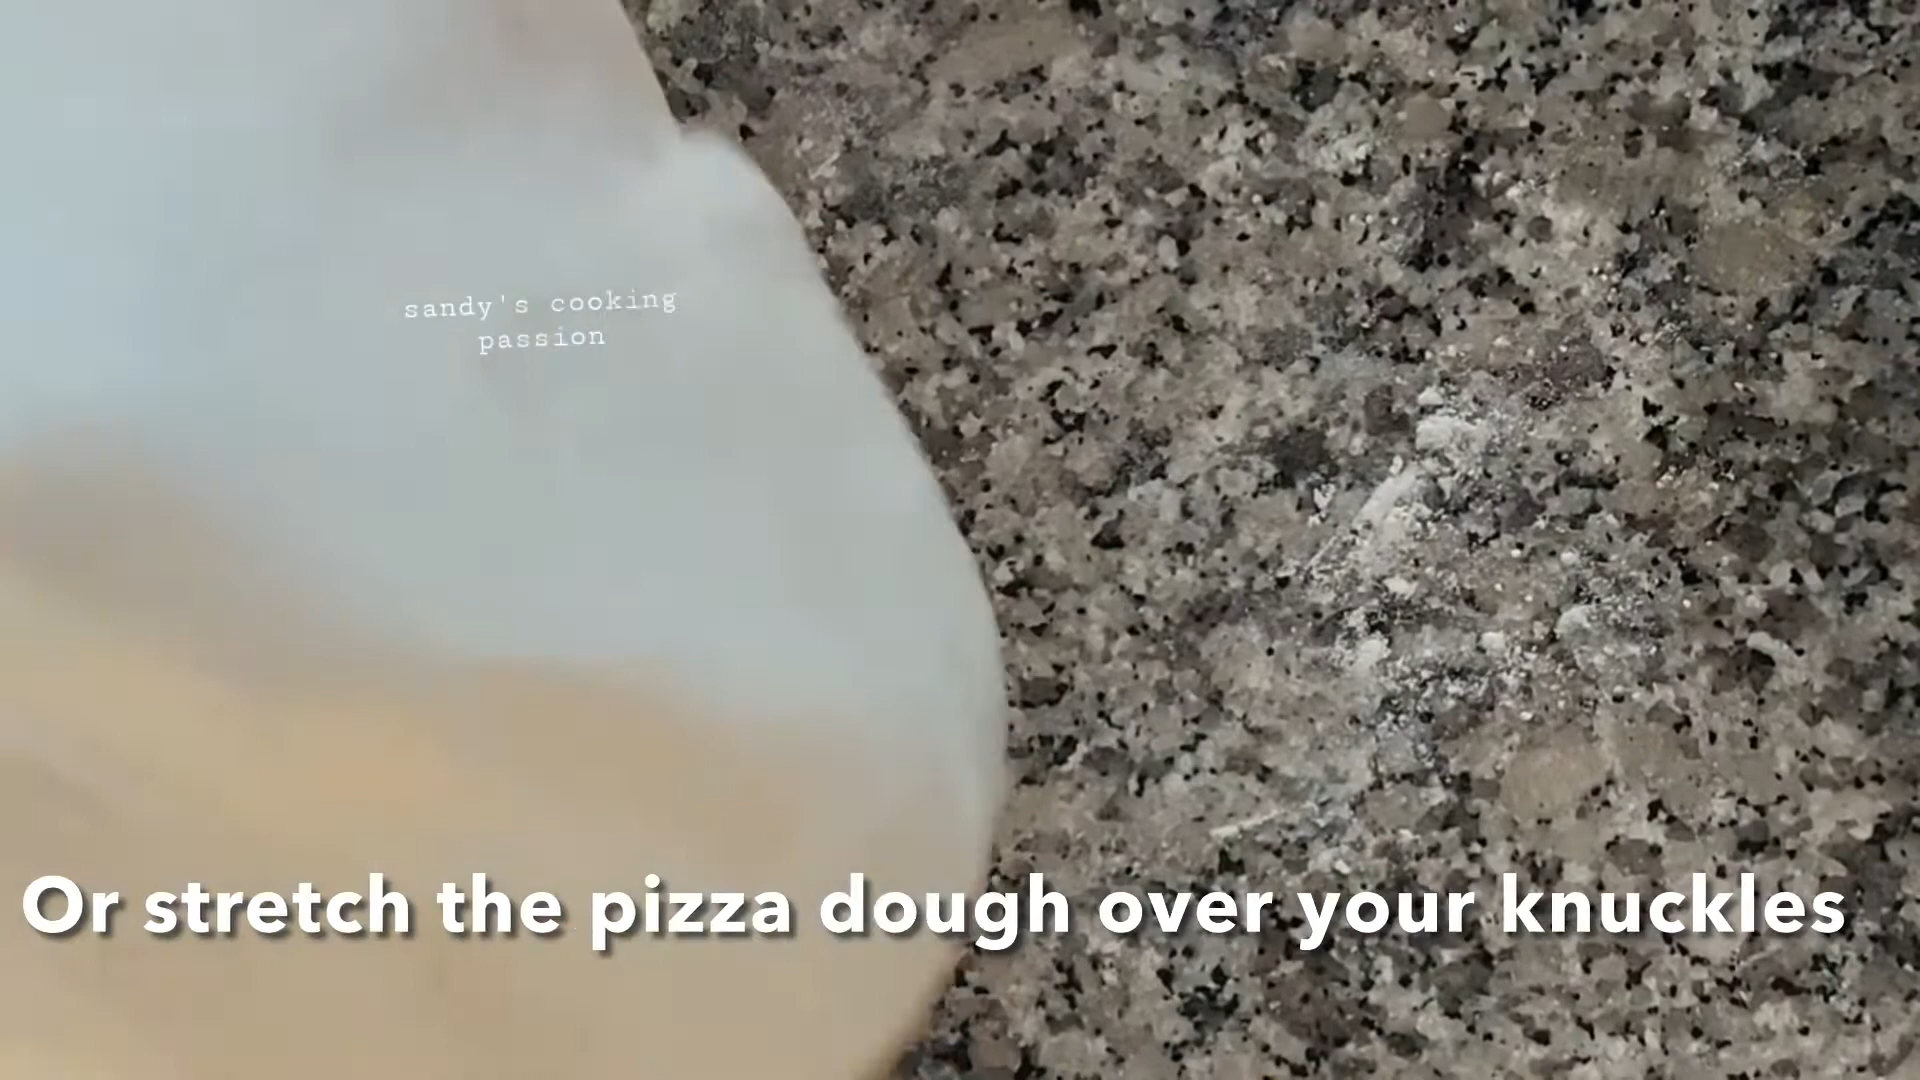 sandy's cooking
passion
Or stretch the pizza dough over your knuckles